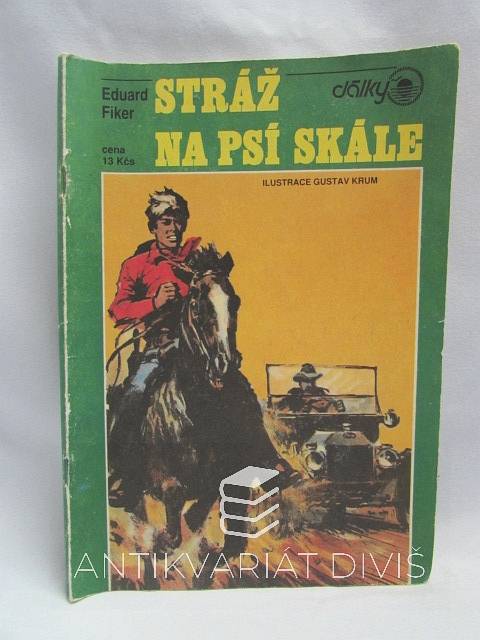 Eduard
Fiker
cena
13 Kčs
STRÁŽ
NA PSÍ SKÁLE
dálky
ILUSTRACE GUSTAV KRUM
ANTIKVARIÁT DIVIŠ